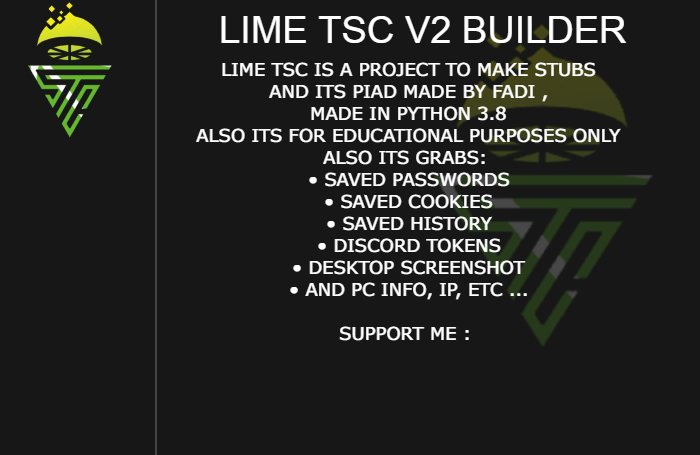 LIME TSC V2 BUILDER
LIME TSC IS A PROJECT TO MAKE STUBS
AND ITS PIAD MADE BY FADI ,
MADE IN PYTHON 3.8
ALSO ITS FOR EDUCATIONAL PURPOSES ONLY
ALSO ITS GRABS:
• SAVED PASSWORDS
• SAVED COOKIES
• SAVED HISTORY
• DISCORD TOKENS
• DESKTOP SCREENSHOT
• AND PC INFO, IP, ETC ...
SUPPORT ME :